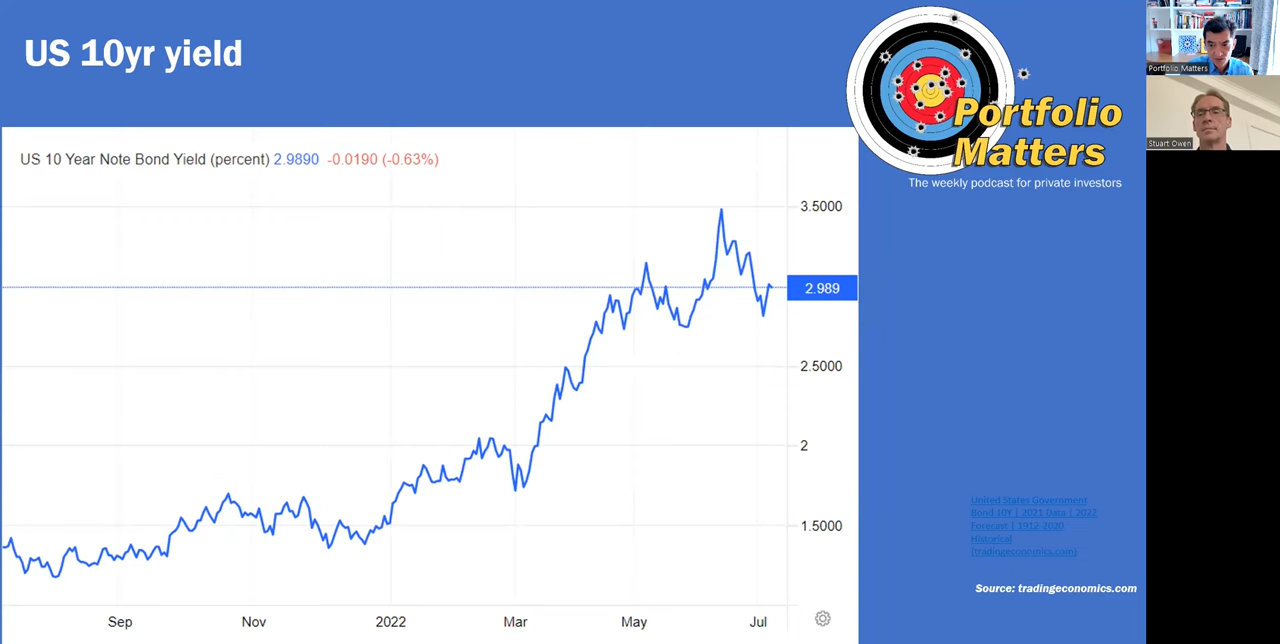 US 10yr yield
Portfolio
Matters
The weekly podcast for private investors
Portfolio Matters
Stuart Owen
US 10 Year Note Bond Yield (percent) 2.9890 -0.0190 (-0.63%)
3.5000
2.989
2.5000
2
1.5000
Sep
Nov
2022
Mar
May
Jul
United States Government
Bond 10Y | 2021 Data | 2022
Forecast | 1912-2020
Historical
(tradingeconomics.com)
Source: tradingeconomics.com